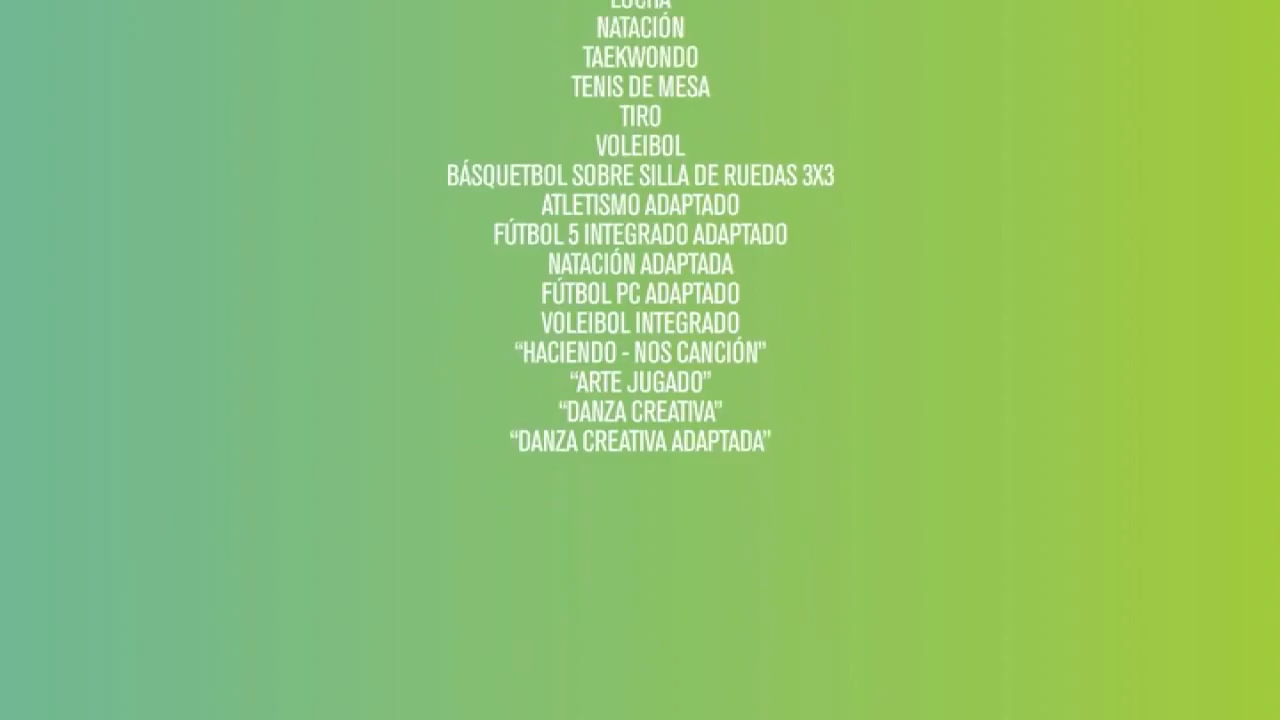 LUCHA
NATACIÓN
TAEKWONDO
TENIS DE MESA
TIRO
VOLEIBOL
BÁSQUETBOL SOBRE SILLA DE RUEDAS 3X3
ATLETISMO ADAPTADO
FÚTBOL 5 INTEGRADO ADAPTADO
NATACIÓN ADAPTADA
FÚTBOL PC ADAPTADO
VOLEIBOL INTEGRADO
“HACIENDO - NOS CANCIÓN”
“ARTE JUGADO”
“DANZA CREATIVA”
“DANZA CREATIVA ADAPTADA”